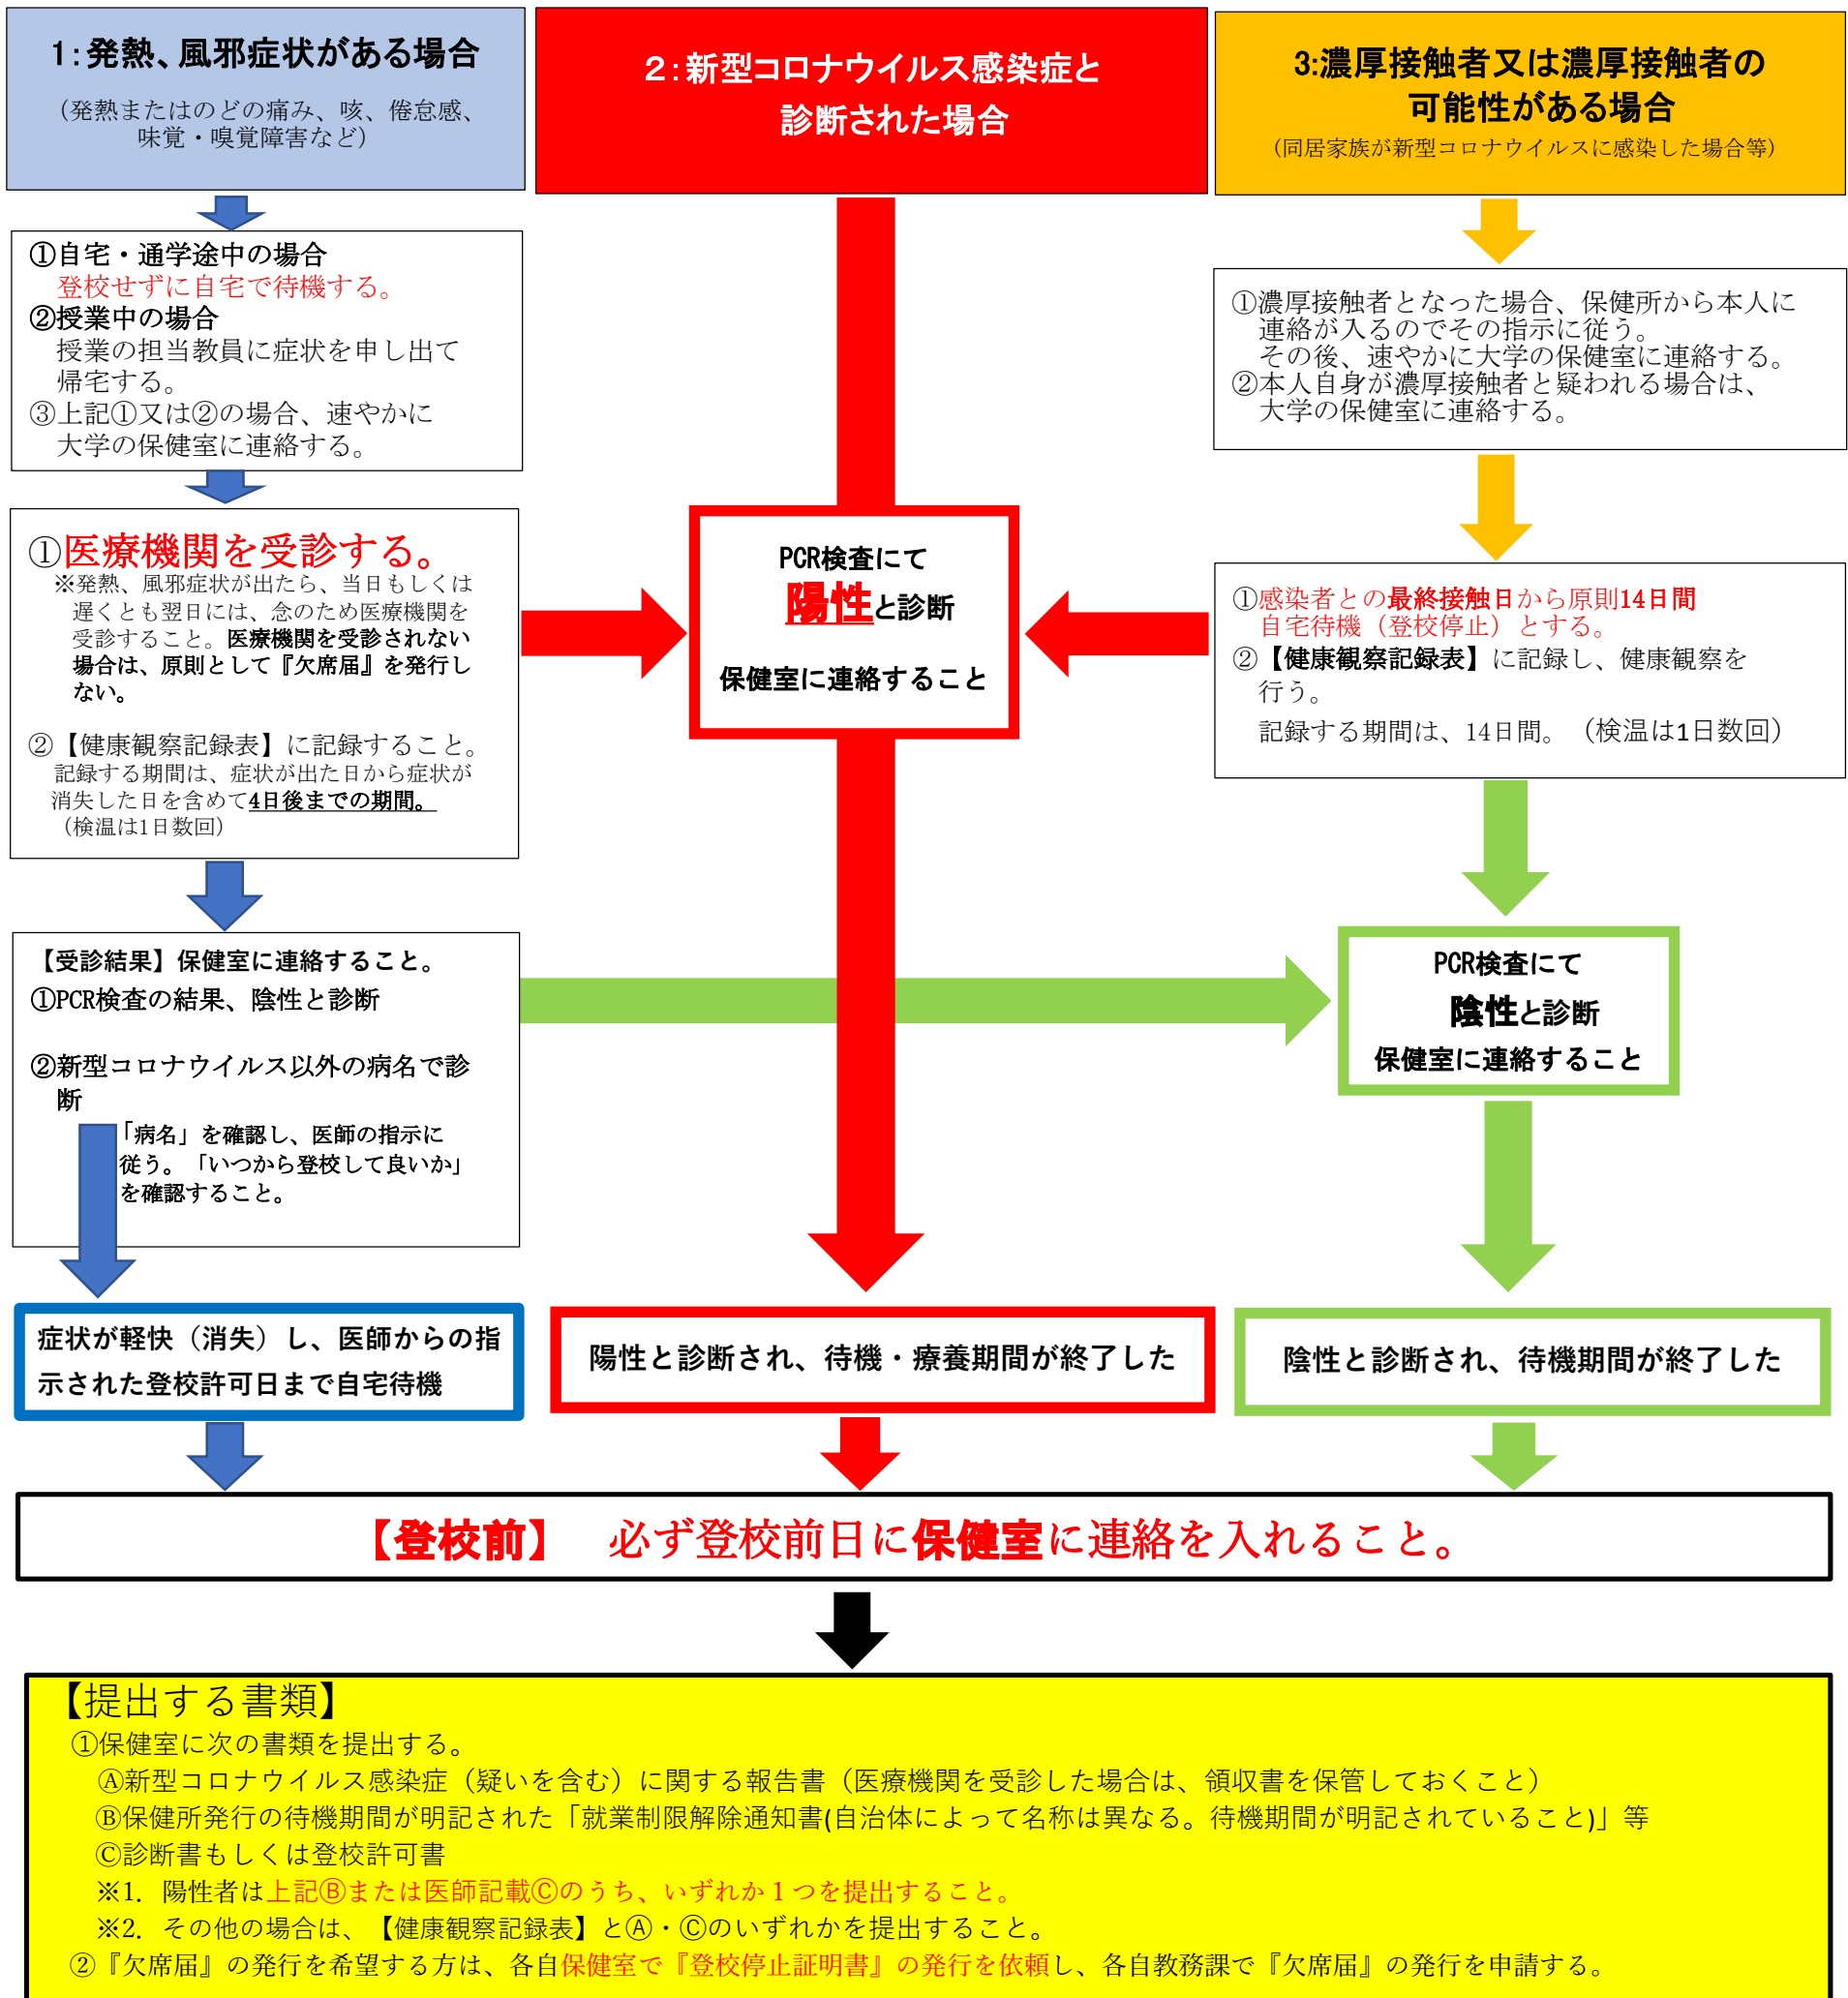 1:発熱、風邪症状がある場合
(発熱またはのどの痛み、咳、倦怠感、
味覚・嗅覚障害など)
2:新型コロナウイルス感染症と
診断された場合
3:濃厚接触者又は濃厚接触者の
可能性がある場合
(同居家族が新型コロナウイルスに感染した場合等)
①自宅・通学途中の場合
登校せずに自宅で待機する。
②授業中の場合
授業の担当教員に症状を申し出て
帰宅する。
③上記①又は②の場合、速やかに
大学の保健室に連絡する。
①濃厚接触者となった場合、保健所から本人に
連絡が入るのでその指示に従う。
その後、速やかに大学の保健室に連絡する。
②本人自身が濃厚接触者と疑われる場合は、
大学の保健室に連絡する。
①医療機関を受診する。
※発熱、風邪症状が出たら、当日もしくは
遅くとも翌日には、念のため医療機関を
受診すること。医療機関を受診されない
場合は、原則として『欠席届』を発行し
ない。
②【健康観察記録表】に記録すること。
記録する期間は、症状が出た日から症状が
消失した日を含めて4日後までの期間。
(検温は1日数回)
PCR検査にて
陽性と診断
保健室に連絡すること
①感染者との最終接触日から原則14日間
自宅待機(登校停止)とする。
②【健康観察記録表】に記録し、健康観察を
行う。
記録する期間は、14日間。(検温は1日数回)
【受診結果】保健室に連絡すること。
①PCR検査の結果、陰性と診断
②新型コロナウイルス以外の病名で診
断
「病名」を確認し、医師の指示に
従う。「いつから登校して良いか」
を確認すること。
PCR検査にて
陰性と診断
保健室に連絡すること
症状が軽快(消失)し、医師からの指
示された登校許可日まで自宅待機
陽性と診断され、待機・療養期間が終了した
陰性と診断され、待機期間が終了した
【登校前】 必ず登校前日に保健室に連絡を入れること。
【提出する書類】
①保健室に次の書類を提出する。
Ⓐ新型コロナウイルス感染症(疑いを含む)に関する報告書(医療機関を受診した場合は、領収書を保管しておくこと)
Ⓑ保健所発行の待機期間が明記された「就業制限解除通知書(自治体によって名称は異なる。待機期間が明記されていること)」等
Ⓒ診断書もしくは登校許可書
※1. 陽性者は上記Ⓑまたは医師記載Ⓒのうち、いずれか1つを提出すること。
※2. その他の場合は、【健康観察記録表】とⒶ・Ⓒのいずれかを提出すること。
②『欠席届』の発行を希望する方は、各自保健室で『登校停止証明書』の発行を依頼し、各自教務課で『欠席届』の発行を申請する。